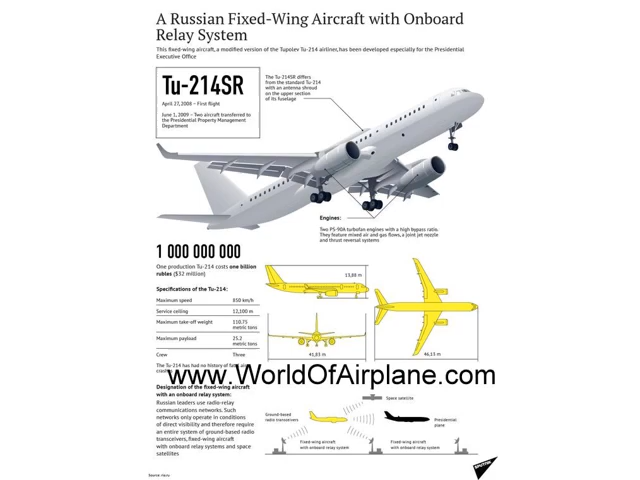 A Russian Fixed-Wing Aircraft with Onboard
Relay System
This fixed-wing aircraft, a modified version of the Tupolev Tu-214 airliner, has been developed especially for the Presidential
Executive Office
Tu-214SR
April 27, 2008 – First flight
June 1, 2009 – Two aircraft transferred to
the Presidential Property Management
Department
The Tu-214SR differs
from the standard Tu-214
with an antenna shroud
on the upper section
of its fuselage
Engines:
Two PS-90A turbofan engines with a high bypass ratio.
They feature mixed air and gas flows, a joint jet nozzle
and thrust reversal systems
1 000 000 000
One production Tu-214 costs one billion
rubles ($32 million)
Specifications of the Tu-214:
Maximum speed 850 km/h
Service ceiling 12,100 m
Maximum take-off weight 110.75
metric tons
Maximum payload 25.2
metric tons
Crew Three
The Tu-214 has had no history of fatal
13,88 m
41,83 m
46,13 m
www.WorldOfAirplane.com
Designation of the fixed-wing aircraft
with an onboard relay system:
Russian leaders use radio-relay
communications networks. Such
networks only operate in conditions
of direct visibility and therefore require
an entire system of ground-based radio
transceivers, fixed-wing aircraft
with onboard relay systems and space
satellites
Space satellite
Ground-based
radio transceivers
Presidential
plane
Fixed-wing aircraft
with onboard relay system
Fixed-wing aircraft
with onboard relay system
SPUTNIK